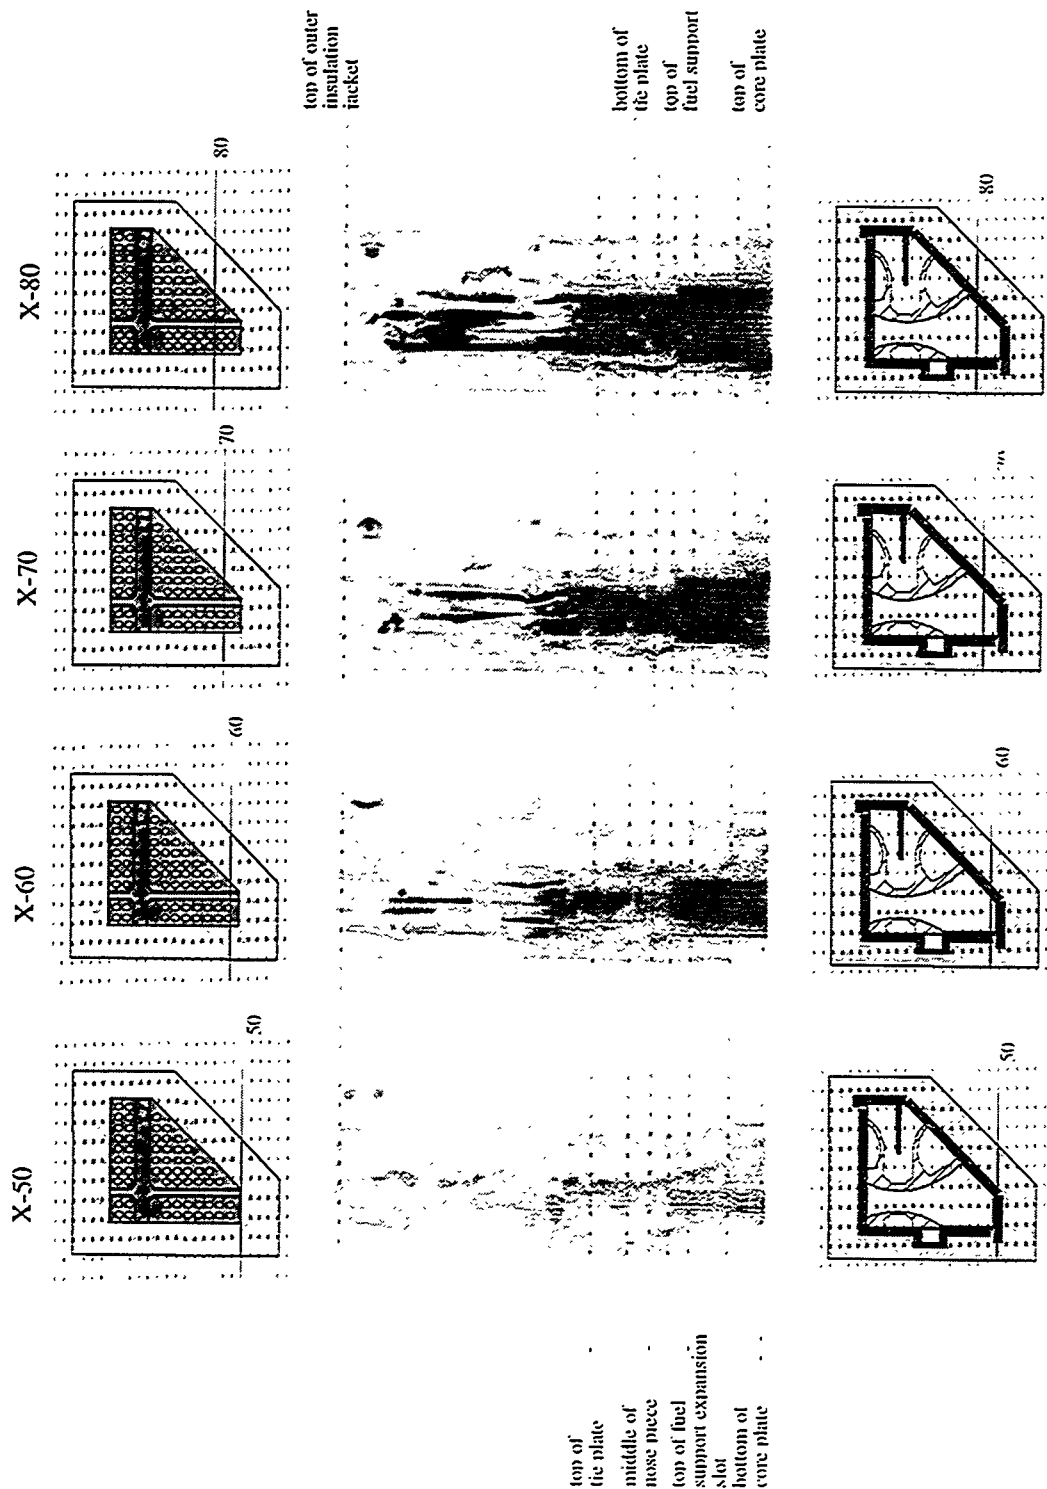 X-50
X-60
X-70
X-80
50
60
70
80
top of outer
insulation
jacket
top of
tie plate
middle of
nose piece
top of fuel
support expansion
slot
bottom of
core plate
bottom of
tie plate
top of
fuel support
top of
core plate
50
60
80